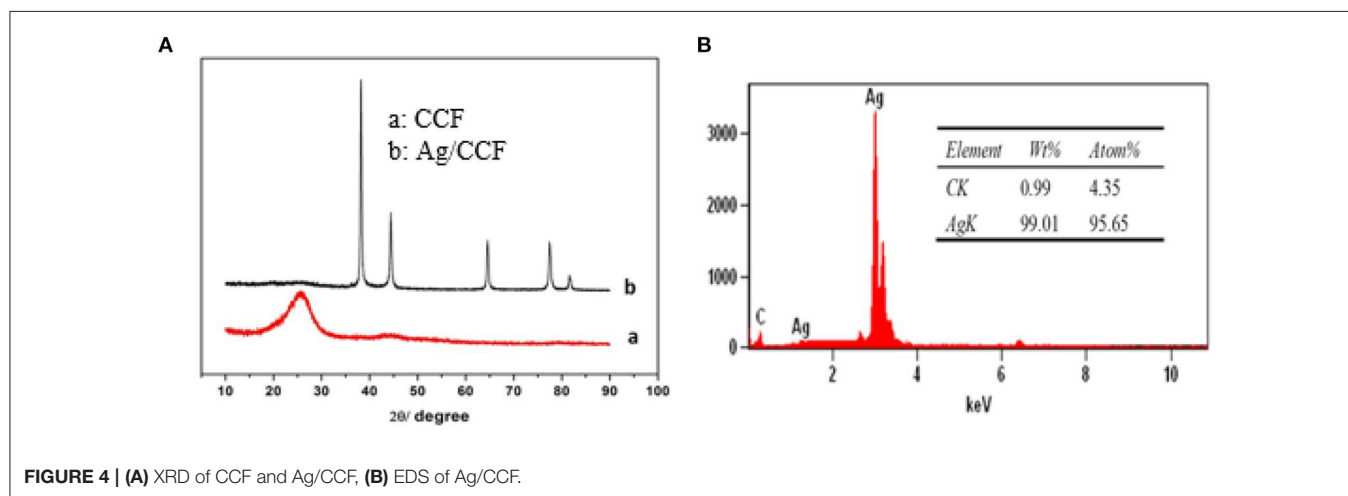 A
a: CCF
b: Ag/CCF
b
a
10 20 30 40 50 60 70 80 90 100
2θ/ degree
B
Ag
3000
2000
1000
0
C
Ag
Element Wt% Atom%
CK 0.99 4.35
AgK 99.01 95.65
2 4 6 8 10
keV
FIGURE 4 | (A) XRD of CCF and Ag/CCF, (B) EDS of Ag/CCF.